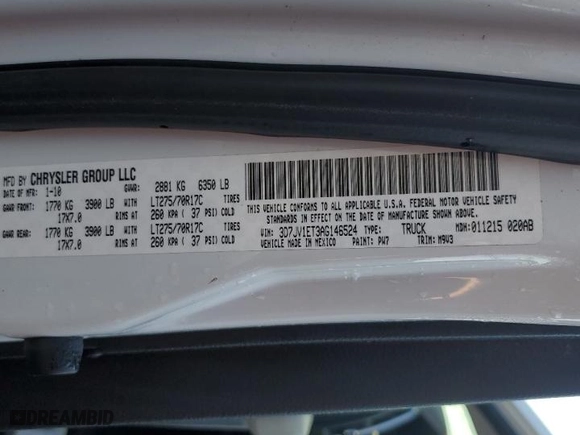 MFD BY CHRYSLER GROUP LLC
DATE OF MFR: 1-10 GVWR: 2881 KG 6350 LB
GAWR FRONT: 1770 KG 3900 LB WITH LT275/70R17C TIRES
17X7.0 RIMS AT 260 KPA ( 37 PSI) COLD
GAWR REAR: 1770 KG 3900 LB WITH LT275/70R17C TIRES
17X7.0 RIMS AT 260 KPA ( 37 PSI) COLD
THIS VEHICLE CONFORMS TO ALL APPLICABLE U.S.A. FEDERAL MOTOR VEHICLE SAFETY
STANDARDS IN EFFECT ON THE DATE OF MANUFACTURE SHOWN ABOVE.
VIN: 3D7JV1ET3AG146524 TYPE: TRUCK MDH: 011215 020AB
VEHICLE MADE IN MEXICO PAINT: PW7 TRIM: M9V3
DREAMBID